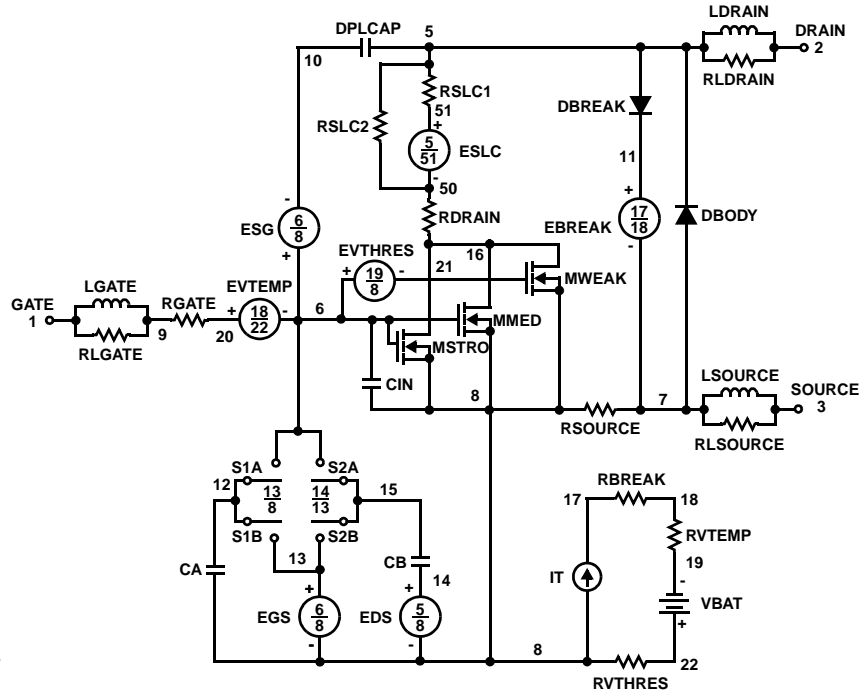 LDRAIN
DPLCAP 5 DRAIN
10 2
RSLC1 RLDRAIN
51
DBREAK
RSLC2 +
5
51
ESLC
11
-
50
- +
RDRAIN 17
18
6
8
ESG EBREAK DBODY
+ EVTHRES 16 -
+ 19
8
- 21 MWEAK
LGATE EVTEMP
GATE RGATE + 18
22
- 6 MMED
1 9 20
MSTRO
RLGATE
LSOURCE
CIN 8 7 SOURCE
3
RSOURCE
RLSOURCE
S1A S2A
12 13
8
14
13
15 RBREAK
17 18
S1B S2B
RVTEMP
13 CB
CA 14 IT 19
+ + -
EGS 6
8
EDS 5
8
VBAT
- - +
8 22
RVTHRES